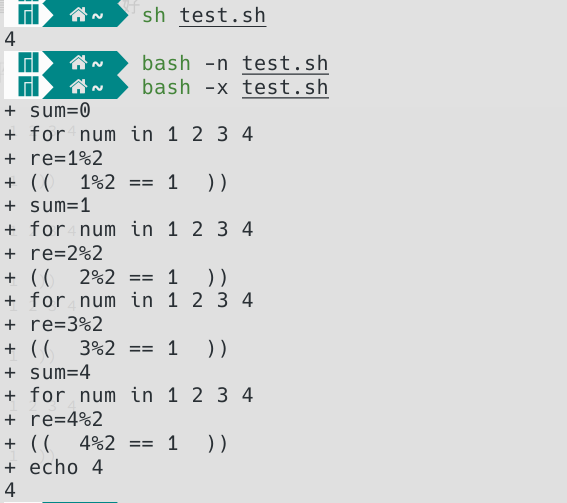 ~ sh test.sh
4
~ bash -n test.sh
~ bash -x test.sh
+ sum=0
+ for num in 1 2 3 4
+ re=1%2
+ ((  1%2 == 1  ))
+ sum=1
+ for num in 1 2 3 4
+ re=2%2
+ ((  2%2 == 1  ))
+ for num in 1 2 3 4
+ re=3%2
+ ((  3%2 == 1  ))
+ sum=4
+ for num in 1 2 3 4
+ re=4%2
+ ((  4%2 == 1  ))
+ echo 4
4